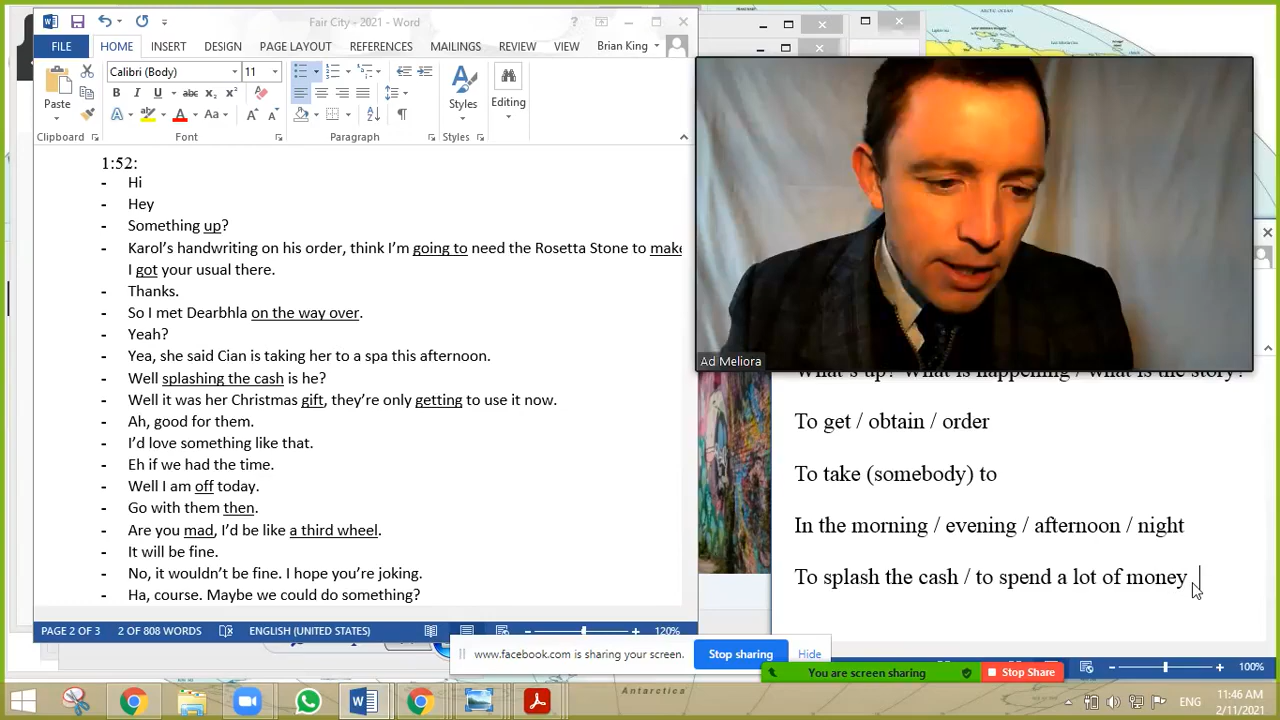 Fair City - 2021 - Word
FILE HOME INSERT DESIGN PAGE LAYOUT REFERENCES MAILINGS REVIEW VIEW Brian King
Calibri (Body) 11
Paste
Styles
Editing
Clipboard Font Paragraph Styles
1:52:
- Hi
- Hey
- Something up?
- Karol's handwriting on his order, think I'm going to need the Rosetta Stone to make
I got your usual there.
- Thanks.
- So I met Dearbhla on the way over.
- Yeah?
- Yea, she said Cian is taking her to a spa this afternoon.
- Well splashing the cash is he?
- Well it was her Christmas gift, they're only getting to use it now.
- Ah, good for them.
- I'd love something like that.
- Eh if we had the time.
- Well I am off today.
- Go with them then.
- Are you mad, I'd be like a third wheel.
- It will be fine.
- No, it wouldn't be fine. I hope you're joking.
- Ha, course. Maybe we could do something?
PAGE 2 OF 3 2 OF 808 WORDS ENGLISH (UNITED STATES) 120%
Ad Meliora
What's up? What is happening / what is the story?
To get / obtain / order
To take (somebody) to
In the morning / evening / afternoon / night
To splash the cash / to spend a lot of money
100%
www.facebook.com is sharing your screen. Stop sharing Hide
You are screen sharing Stop Share
Antarctica
ENG
11:46 AM
2/11/2021